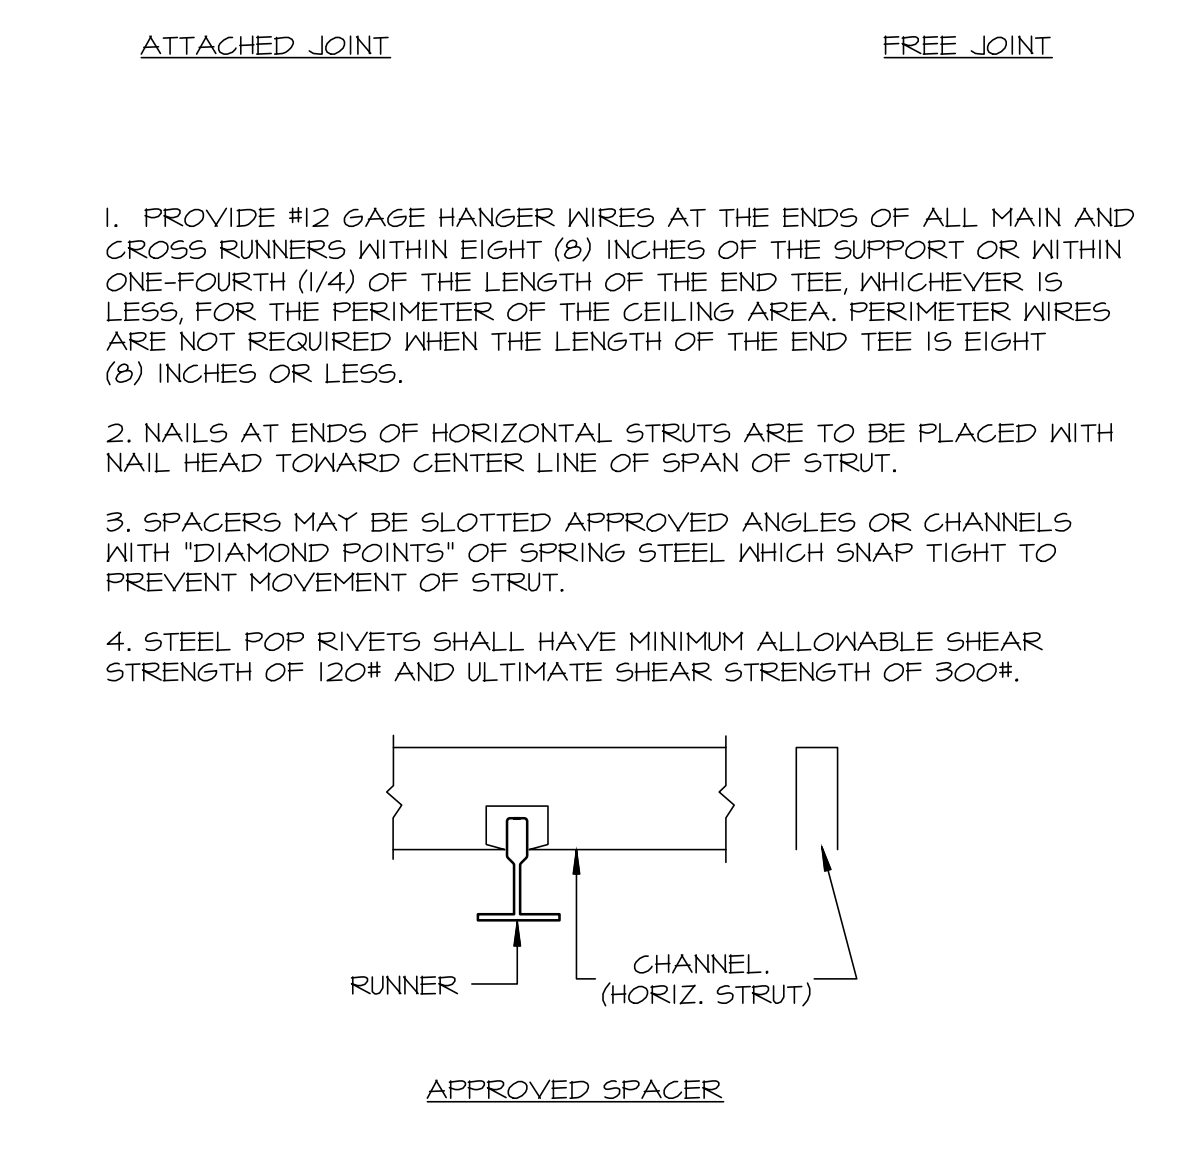 ATTACHED JOINT
FREE JOINT
1. PROVIDE #12 GAGE HANGER WIRES AT THE ENDS OF ALL MAIN AND
CROSS RUNNERS WITHIN EIGHT (8) INCHES OF THE SUPPORT OR WITHIN
ONE-FOURTH (1/4) OF THE LENGTH OF THE END TEE, WHICHEVER IS
LESS, FOR THE PERIMETER OF THE CEILING AREA. PERIMETER WIRES
ARE NOT REQUIRED WHEN THE LENGTH OF THE END TEE IS EIGHT
(8) INCHES OR LESS.
2. NAILS AT ENDS OF HORIZONTAL STRUTS ARE TO BE PLACED WITH
NAIL HEAD TOWARD CENTER LINE OF SPAN OF STRUT.
3. SPACERS MAY BE SLOTTED APPROVED ANGLES OR CHANNELS
WITH "DIAMOND POINTS" OF SPRING STEEL WHICH SNAP TIGHT TO
PREVENT MOVEMENT OF STRUT.
4. STEEL POP RIVETS SHALL HAVE MINIMUM ALLOWABLE SHEAR
STRENGTH OF 120# AND ULTIMATE SHEAR STRENGTH OF 300#.
RUNNER
CHANNEL.
(HORIZ. STRUT)
APPROVED SPACER